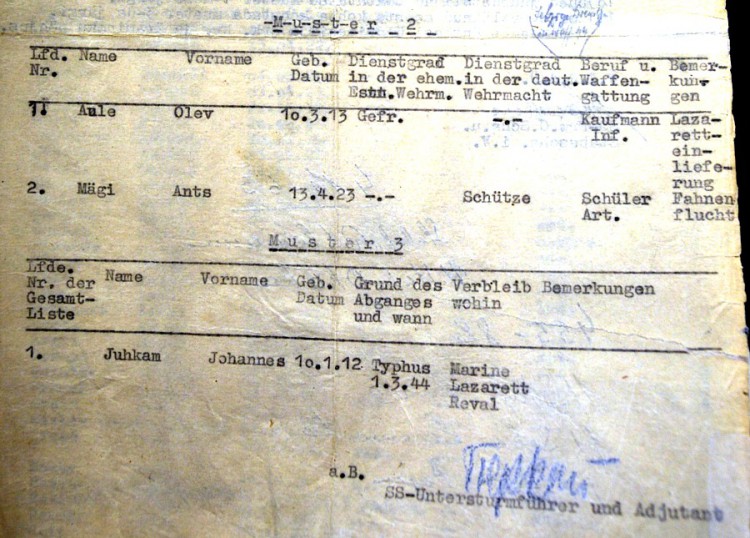 M-u-s-t-e-r 2
Lfd. Name Vorname Geb. Dienstgrad Dienstgrad Beruf u. Bemer-
Nr. Datum in der ehem. in der deut. Waffen- kun-
Estn. Wehrm. Wehrmacht gattung gen
1. Aule Olev 1o.3.13 Gefr. -.- Kaufmann Laza-
Inf. rett-
ein-
liefe-
rung
2. Mägi Ants 13.4.23 -.- Schütze Schüler Fahnen
Art. flucht
Muster 3
Lfde.
Nr. der Name Vorname Geb. Grund des Verbleib Bemerkungen
Gesamt- Datum Abganges wohin
Liste und wann
1. Juhkam Johannes 1o.1.12 Typhus Marine
1.3.44 Lazarett
Reval
a.B.
SS-Untersturmführer und Adjutant